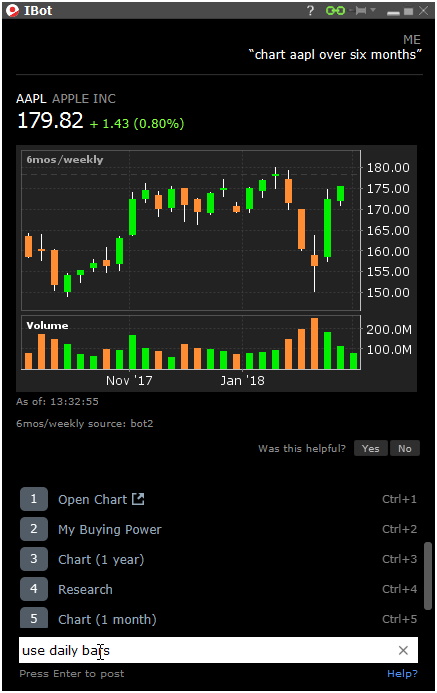 IBot
?
ME
“chart aapl over six months”
AAPL APPLE INC
179.82 + 1.43 (0.80%)
6mos/weekly
180.00
175.00
170.00
165.00
160.00
155.00
150.00
Volume
200.0M
100.0M
Nov '17 Jan '18
As of: 13:32:55
6mos/weekly source: bot2
Was this helpful? Yes No
1 Open Chart Ctrl+1
2 My Buying Power Ctrl+2
3 Chart (1 year) Ctrl+3
4 Research Ctrl+4
5 Chart (1 month) Ctrl+5
use daily bars
Press Enter to post Help?